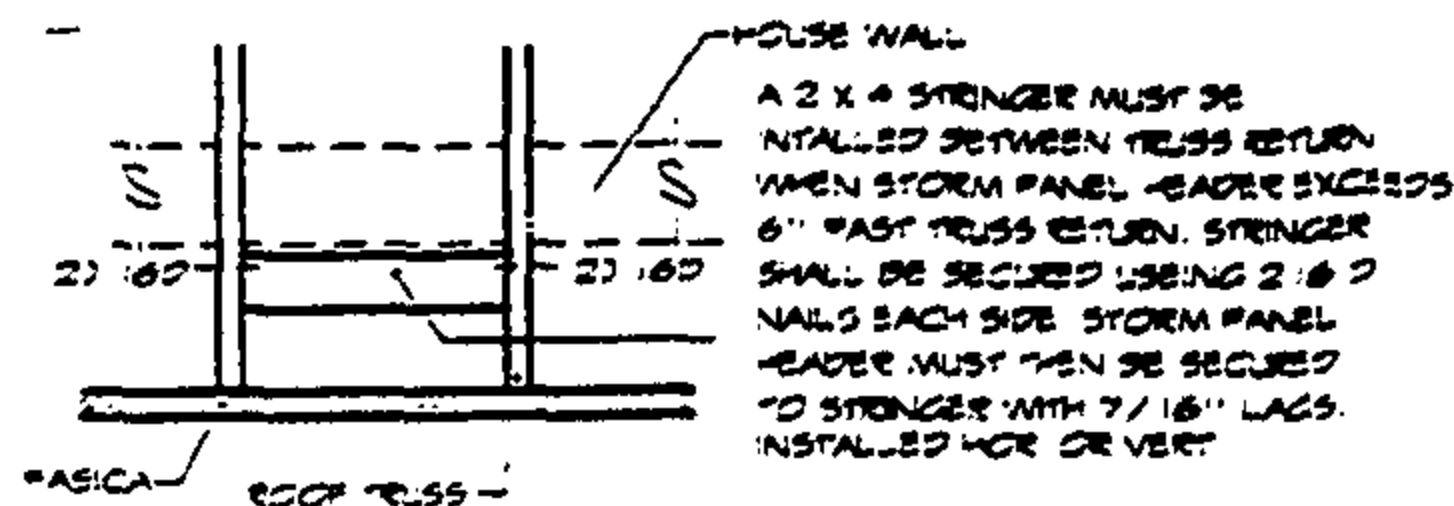 HOUSE WALL
A 2 X 4 STRINGER MUST BE
INTALLED BETWEEN TRUSS RETURN
WHEN STORM PANEL HEADER EXCEEDS
6" PAST TRUSS RETURN. STRINGER
SHALL BE SECURED USEING 2 16 D
NAILS EACH SIDE STORM PANEL
HEADER MUST THEN BE SECURED
TO STRINGER WITH 7/16" LAGS.
INSTALLED HOR OR VERT
2) 16D
2) 16D
FASICA
ROOF TRUSS